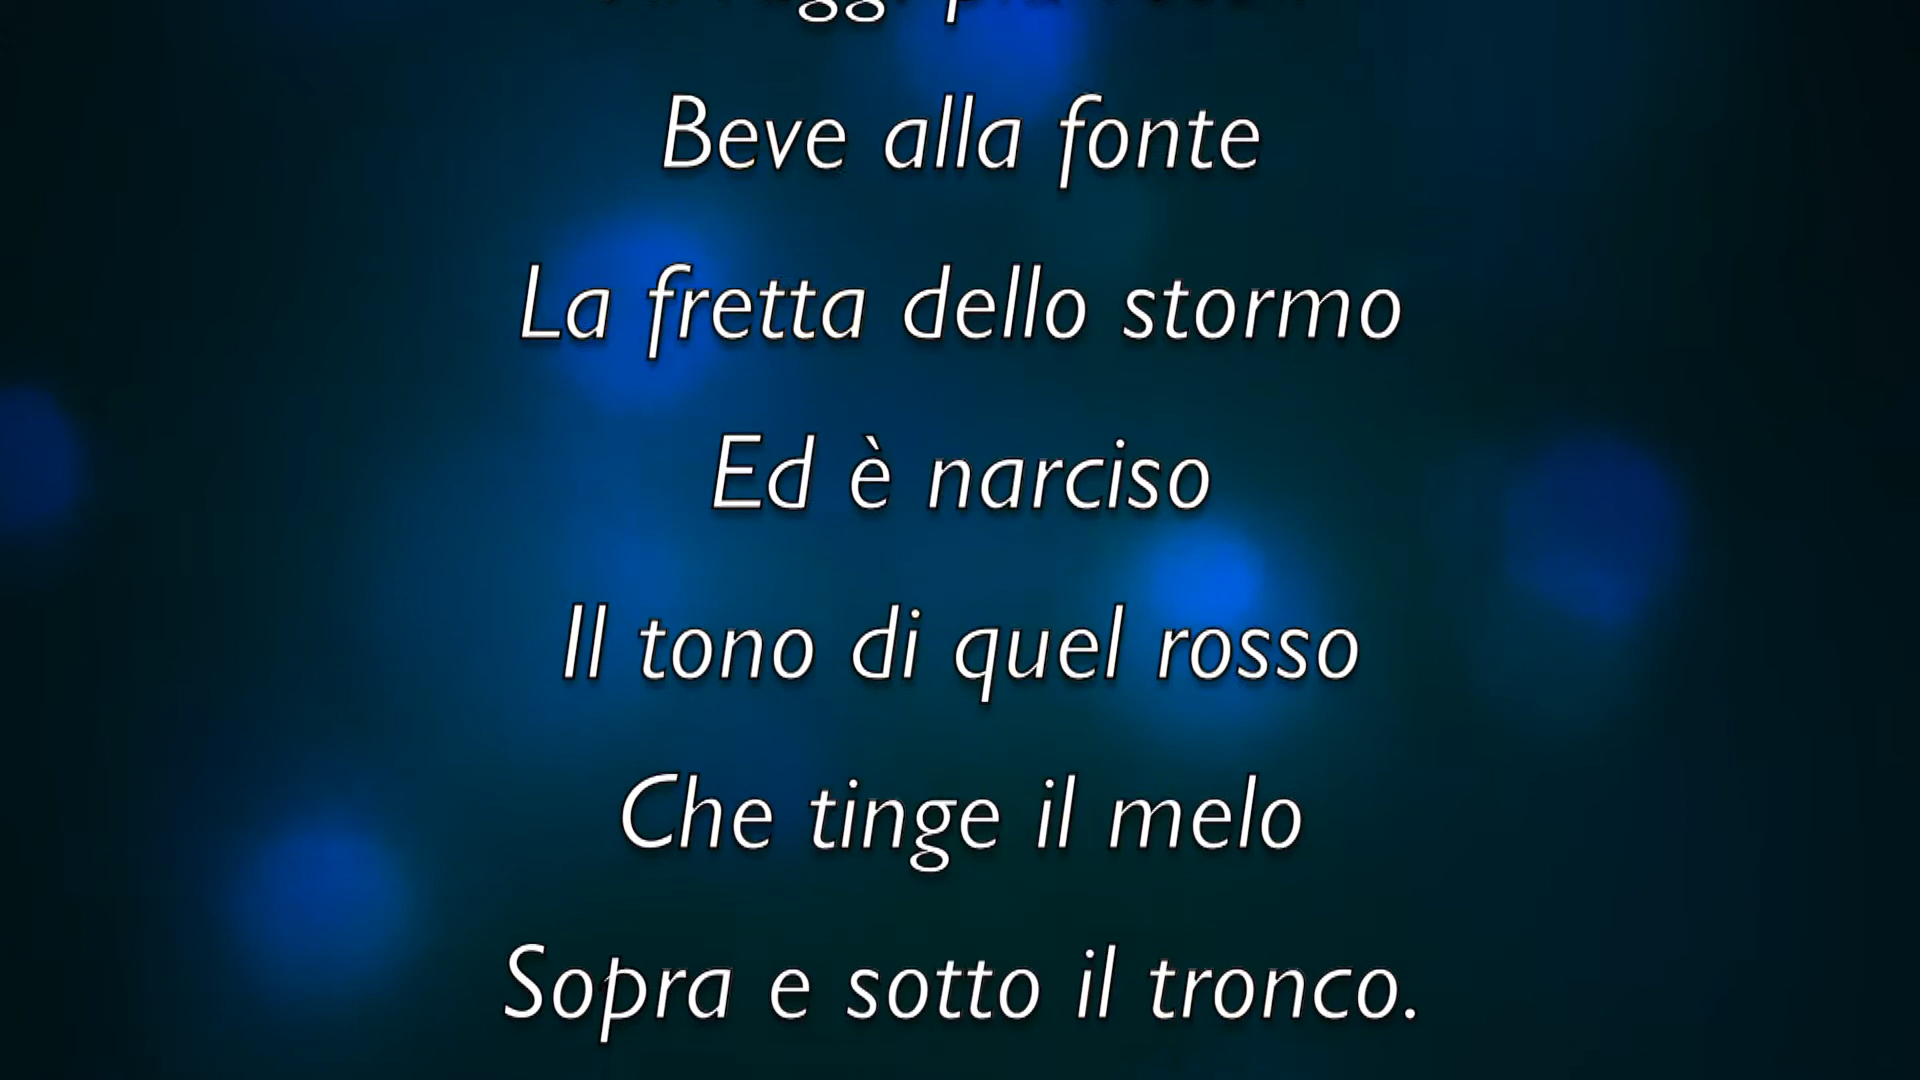 Beve alla fonte
La fretta dello stormo
Ed è narciso
Il tono di quel rosso
Che tinge il melo
Sopra e sotto il tronco.